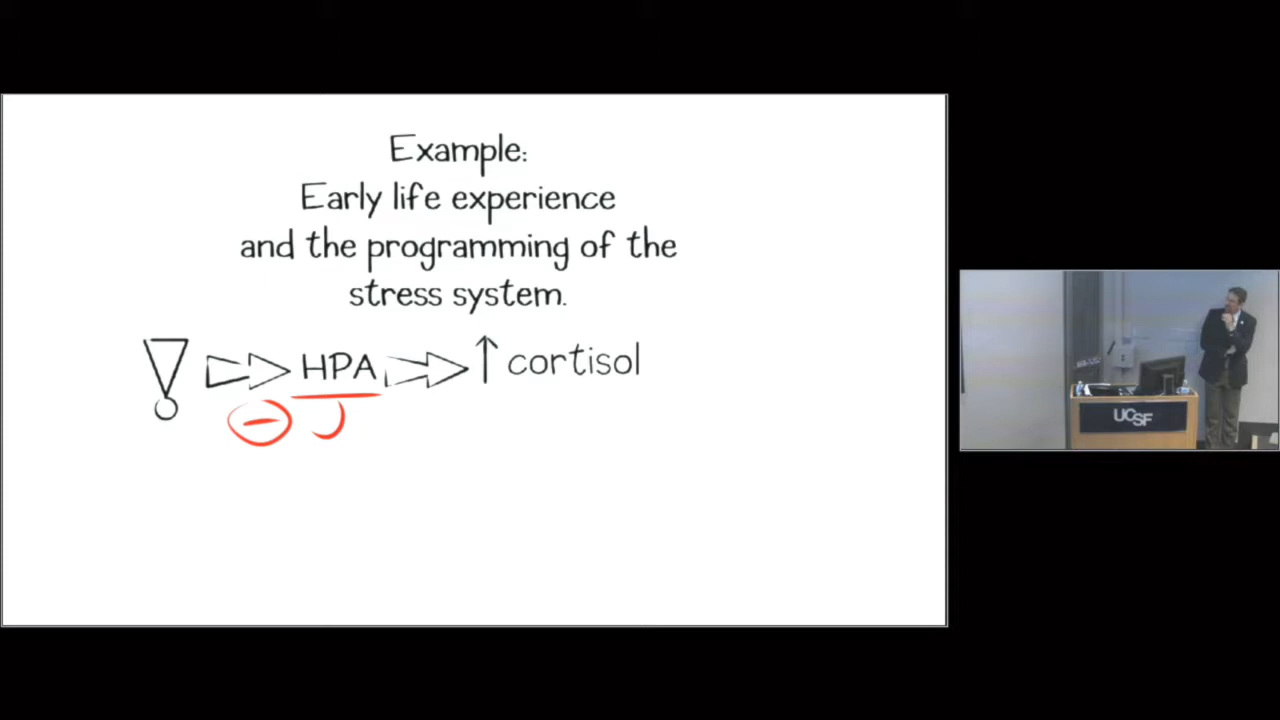 Example:
Early life experience
and the programming of the
stress system.
! HPA ↑ cortisol
−
UCSF